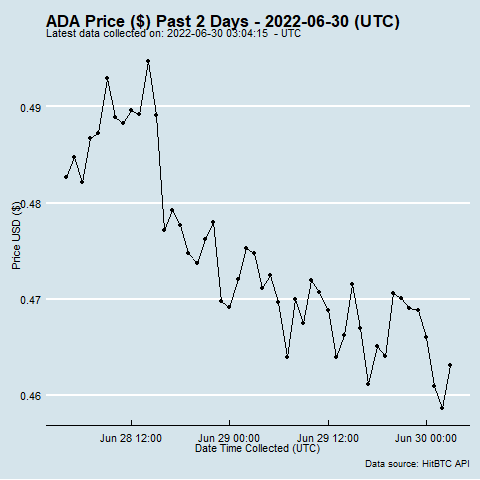 ADA Price ($) Past 2 Days - 2022-06-30 (UTC)
Latest data collected on: 2022-06-30 03:04:15  - UTC
0.49
0.48
Price USD ($)
0.47
0.46
Jun 28 12:00 Jun 29 00:00 Jun 29 12:00 Jun 30 00:00
Date Time Collected (UTC)
Data source: HitBTC API